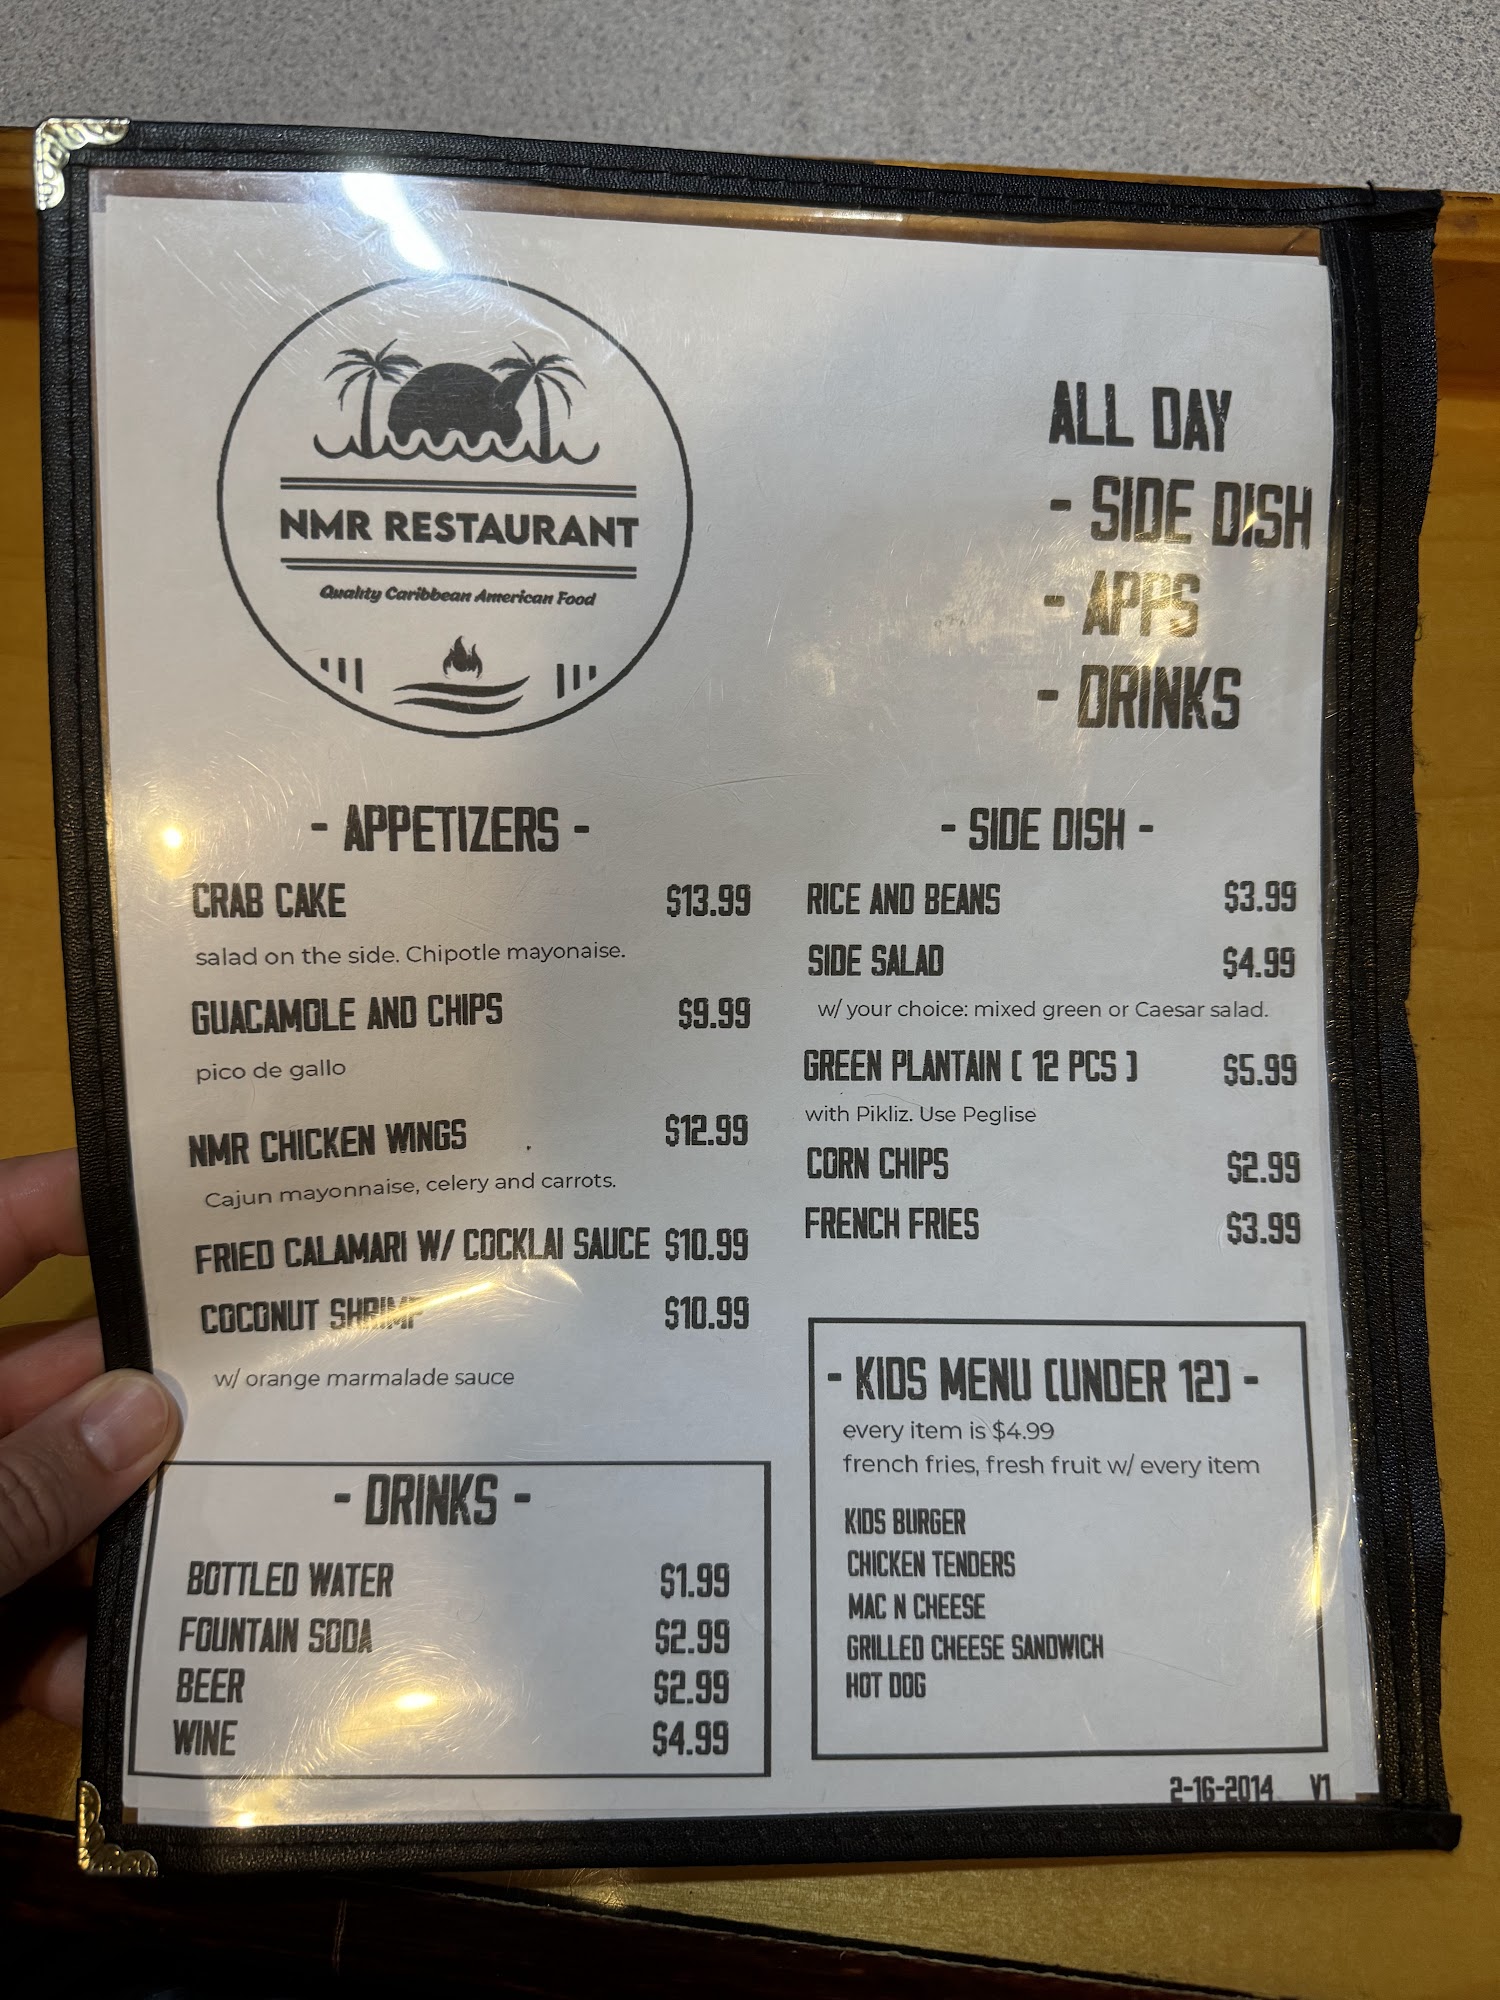 NMR RESTAURANT
Quality Caribbean American Food
ALL DAY
- SIDE DISH
- APPS
- DRINKS
- APPETIZERS -
CRAB CAKE $13.99
salad on the side. Chipotle mayonaise.
GUACAMOLE AND CHIPS $9.99
pico de gallo
NMR CHICKEN WINGS $12.99
Cajun mayonnaise, celery and carrots.
FRIED CALAMARI W/ COCKLAI SAUCE $10.99
COCONUT SHRIMP $10.99
w/ orange marmalade sauce
- DRINKS -
BOTTLED WATER $1.99
FOUNTAIN SODA $2.99
BEER $2.99
WINE $4.99
- SIDE DISH -
RICE AND BEANS $3.99
SIDE SALAD $4.99
w/ your choice: mixed green or Caesar salad.
GREEN PLANTAIN ( 12 PCS ) $5.99
with Pikliz. Use Peglise
CORN CHIPS $2.99
FRENCH FRIES $3.99
- KIDS MENU (UNDER 12) -
every item is $4.99
french fries, fresh fruit w/ every item
KIDS BURGER
CHICKEN TENDERS
MAC N CHEESE
GRILLED CHEESE SANDWICH
HOT DOG
2-16-2014 V1